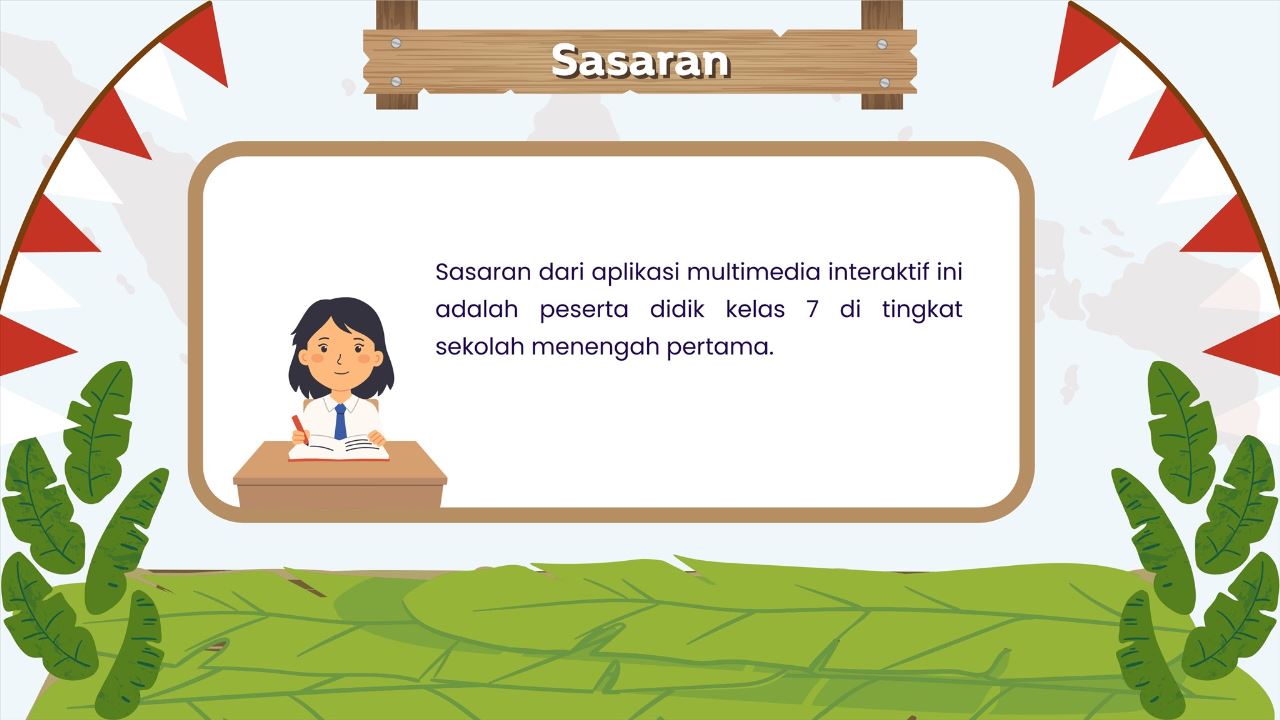 Sasaran
Sasaran dari aplikasi multimedia interaktif ini
adalah peserta didik kelas 7 di tingkat
sekolah menengah pertama.